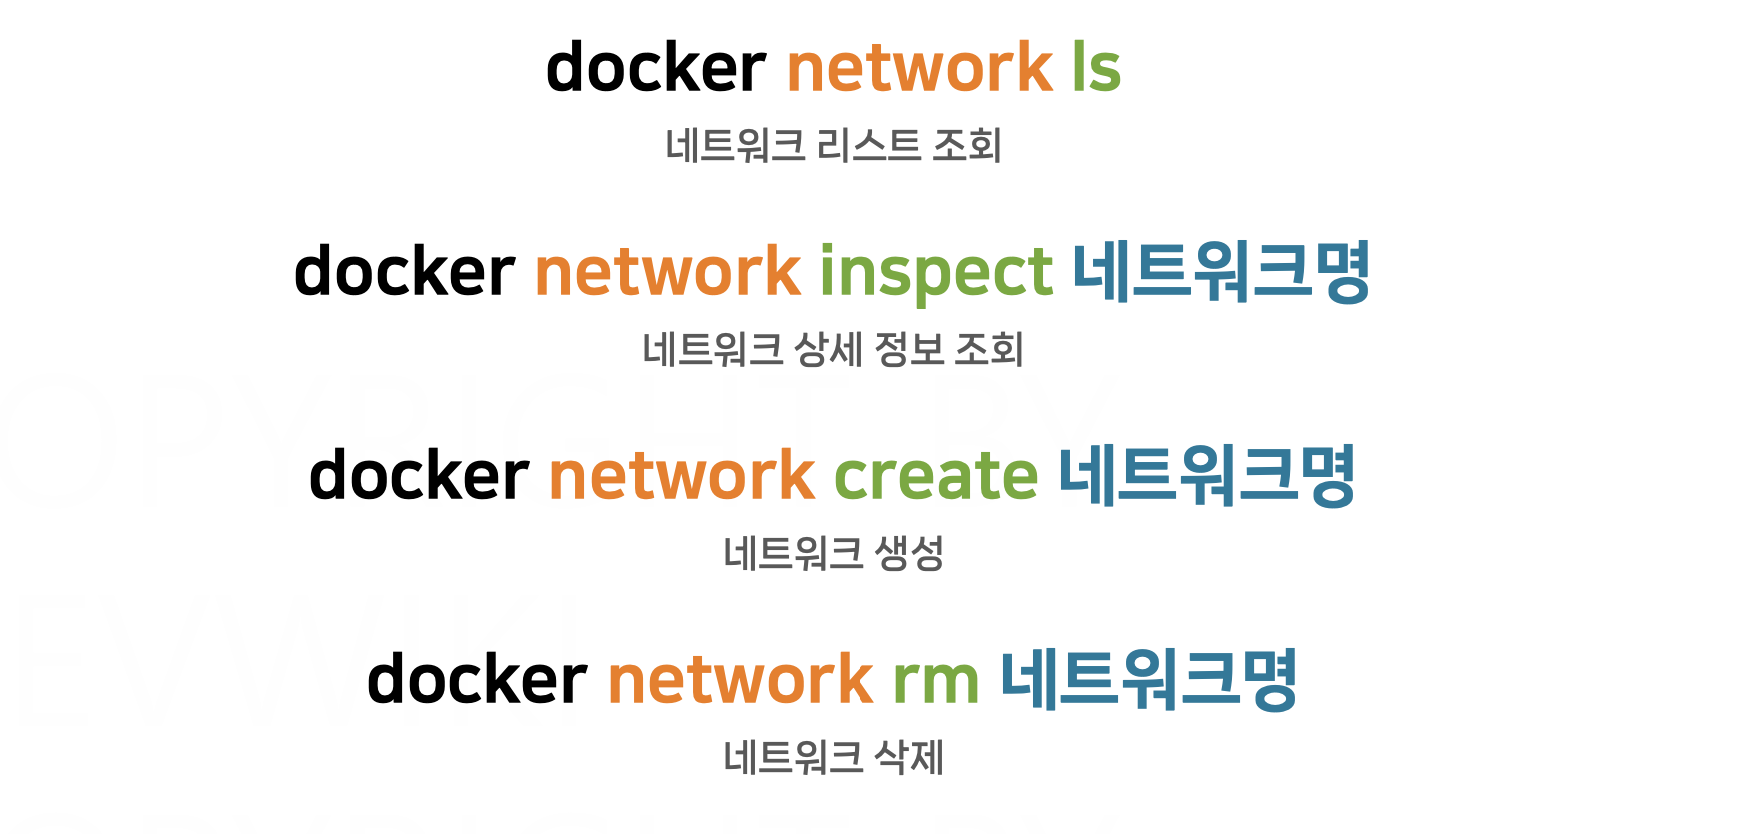 docker network ls
네트워크 리스트 조회
docker network inspect 네트워크명
네트워크 상세 정보 조회
docker network create 네트워크명
네트워크 생성
docker network rm 네트워크명
네트워크 삭제